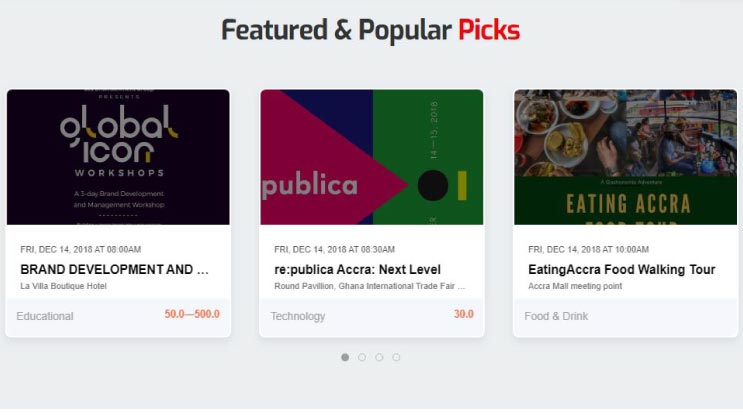 Featured & Popular Picks
PRESENTS
global
icon
WORKSHOPS
A 3-day Brand Development
and Management Workshop
FRI, DEC 14, 2018 AT 08:00AM
BRAND DEVELOPMENT AND ...
La Villa Boutique Hotel
Educational
50.0—500.0
14—15, 2018
publica
FRI, DEC 14, 2018 AT 08:30AM
re:publica Accra: Next Level
Round Pavillion, Ghana International Trade Fair ...
Technology
30.0
A Gastronomic Adventure
EATING ACCRA
FOOD TOUR
FRI, DEC 14, 2018 AT 10:00AM
EatingAccra Food Walking Tour
Accra Mall meeting point
Food & Drink